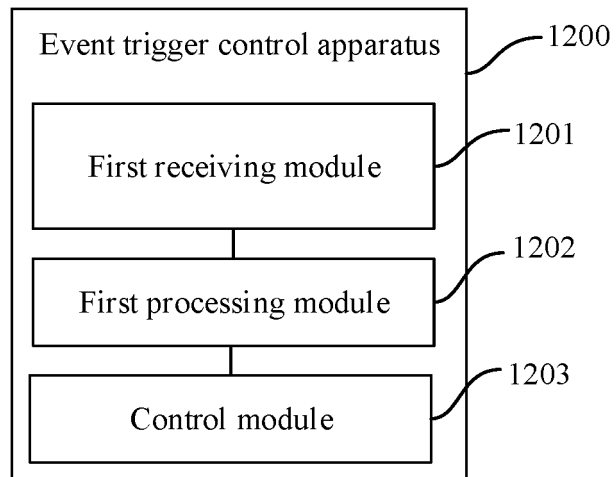 Event trigger control apparatus
1200
First receiving module
1201
First processing module
1202
Control module
1203